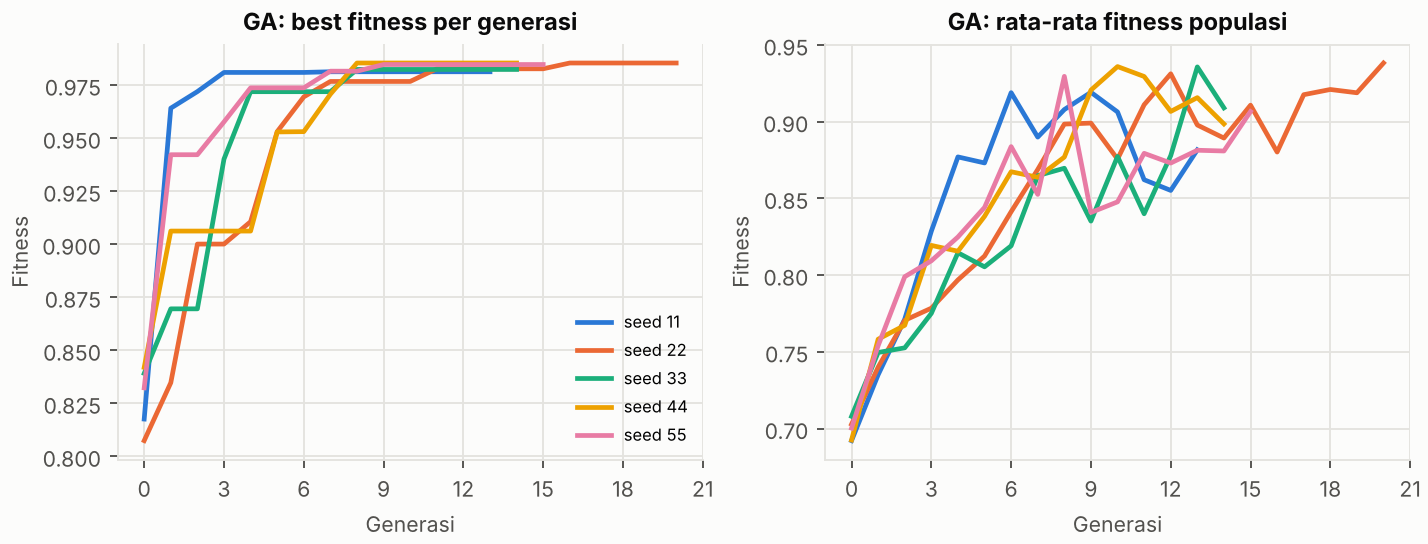 GA: best fitness per generasi
Fitness
0.975
0.950
0.925
0.900
0.875
0.850
0.825
0.800
0 3 6 9 12 15 18 21
Generasi
seed 11
seed 22
seed 33
seed 44
seed 55
GA: rata-rata fitness populasi
Fitness
0.95
0.90
0.85
0.80
0.75
0.70
0 3 6 9 12 15 18 21
Generasi